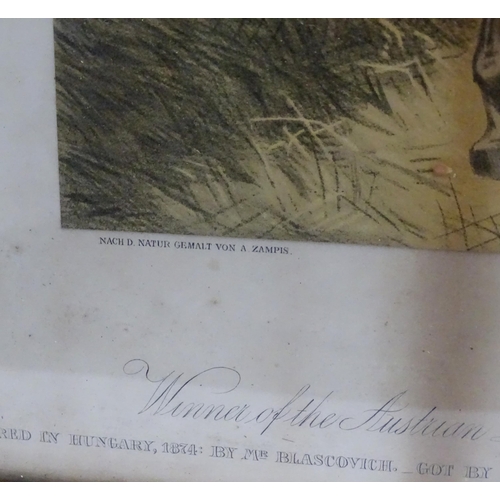 NACH D. NATUR GEMALT VON A. ZAMPIS.
Winner of the Austrian
RED IN HUNGARY, 1874: BY MR BLASCOVICH. _ GOT BY